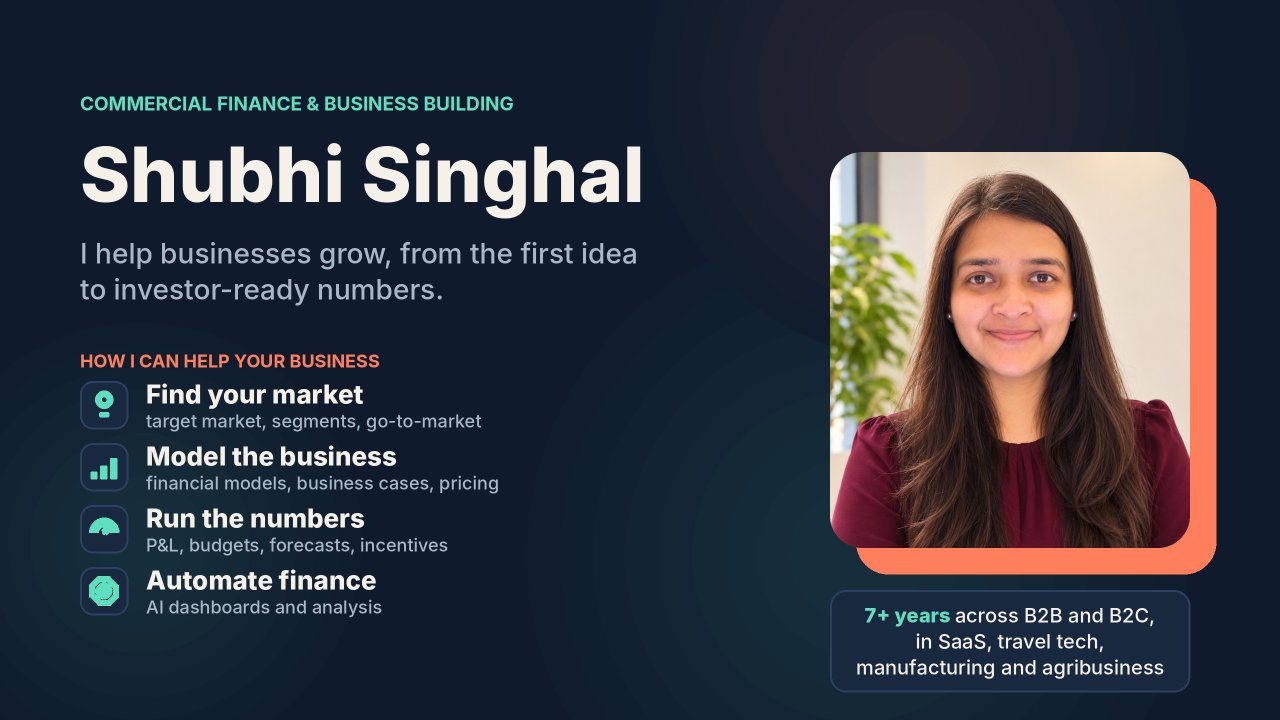 COMMERCIAL FINANCE & BUSINESS BUILDING
Shubhi Singhal
I help businesses grow, from the first idea
to investor-ready numbers.
HOW I CAN HELP YOUR BUSINESS
Find your market
target market, segments, go-to-market
Model the business
financial models, business cases, pricing
Run the numbers
P&L, budgets, forecasts, incentives
Automate finance
AI dashboards and analysis
7+ years across B2B and B2C,
in SaaS, travel tech,
manufacturing and agribusiness